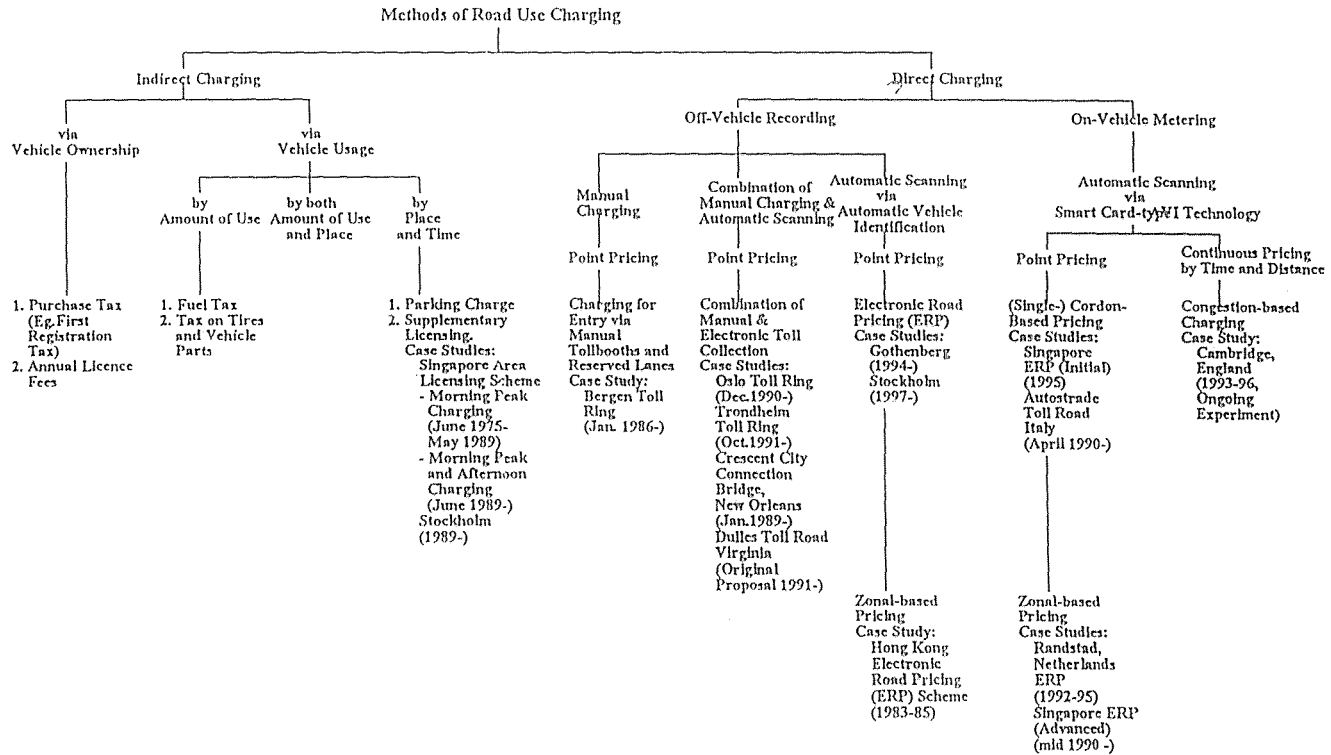 Methods of Road Use Charging
Indirect Charging
Direct Charging
via
Vehicle Ownership
via
Vehicle Usage
Off-Vehicle Recording
On-Vehicle Metering
by
Amount of Use
by both
Amount of Use
and Place
by
Place
and Time
Manual
Charging
Combination of
Manual Charging &
Automatic Scanning
Automatic Scanning
via
Automatic Vehicle
Identification
Automatic Scanning
via
Smart Card-type AVI Technology
Point Pricing
Point Pricing
Point Pricing
Point Pricing
Continuous Pricing
by Time and Distance
1. Purchase Tax
(Eg.First
Registration
Tax)
2. Annual Licence
Fees
1. Fuel Tax
2. Tax on Tires
and Vehicle
Parts
1. Parking Charge
2. Supplementary
Licensing.
Case Studies:
Singapore Area
Licensing Scheme
- Morning Peak
Charging
(June 1975-
May 1989)
- Morning Peak
and Afternoon
Charging
(June 1989-)
Stockholm
(1989-)
Charging for
Entry via
Manual
Tollbooths and
Reserved Lanes
Case Study:
Bergen Toll
Ring
(Jan. 1986-)
Combination of
Manual &
Electronic Toll
Collection
Case Studies:
Oslo Toll Ring
(Dec.1990-)
Trondheim
Toll Ring
(Oct.1991-)
Crescent City
Connection
Bridge,
New Orleans
(Jan.1989-)
Dulles Toll Road
Virginia
(Original
Proposal 1991-)
Electronic Road
Pricing (ERP)
Case Studies:
Gothenberg
(1994-)
Stockholm
(1997-)
(Single-) Cordon-
Based Pricing
Case Studies:
Singapore
ERP (Initial)
(1995)
Autostrade
Toll Road
Italy
(April 1990-)
Congestion-based
Charging
Case Study:
Cambridge,
England
(1993-96,
Ongoing
Experiment)
Zonal-based
Pricing
Case Study:
Hong Kong
Electronic
Road Pricing
(ERP) Scheme
(1983-85)
Zonal-based
Pricing
Case Studies:
Randstad,
Netherlands
ERP
(1992-95)
Singapore ERP
(Advanced)
(mid 1990 -)